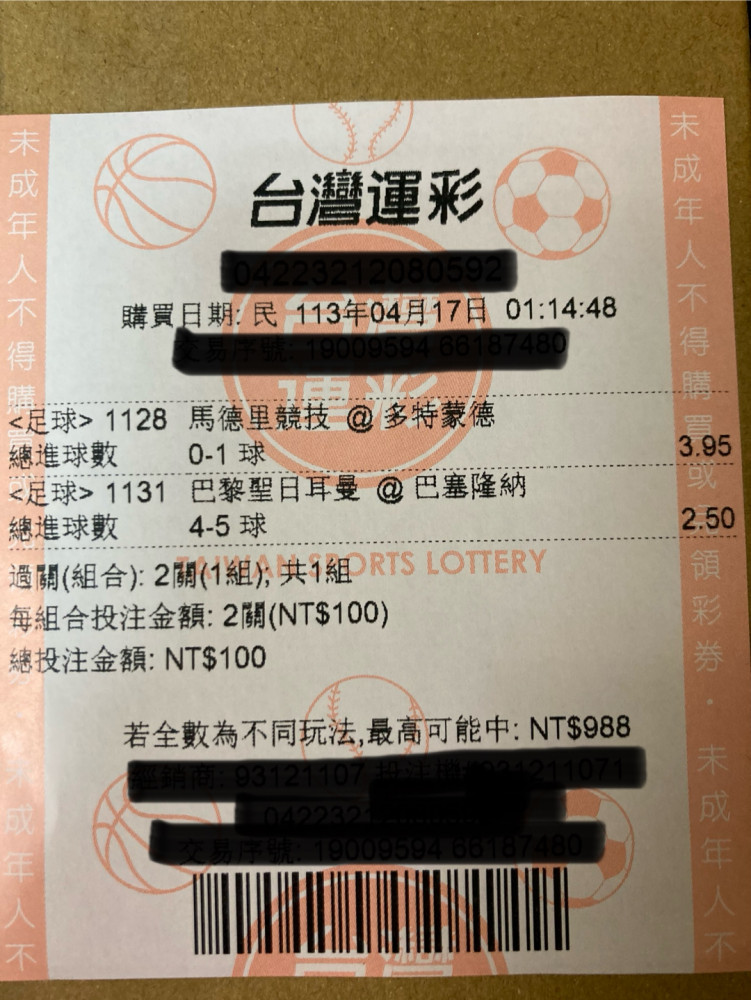 台灣運彩
購買日期: 民 113年04月17日 01:14:48
<足球> 1128 馬德里競技 @ 多特蒙德
總進球數 0-1 球 3.95
<足球> 1131 巴黎聖日耳曼 @ 巴塞隆納
總進球數 4-5 球 2.50
TAIWAN SPORTS LOTTERY
過關(組合): 2關(1組); 共1組
每組合投注金額: 2關(NT$100)
總投注金額: NT$100
若全數為不同玩法,最高可能中: NT$988
未成年人不得購
未成年人不
未成年人不得購買或
領彩券．未成年人不
台灣
運彩
台灣